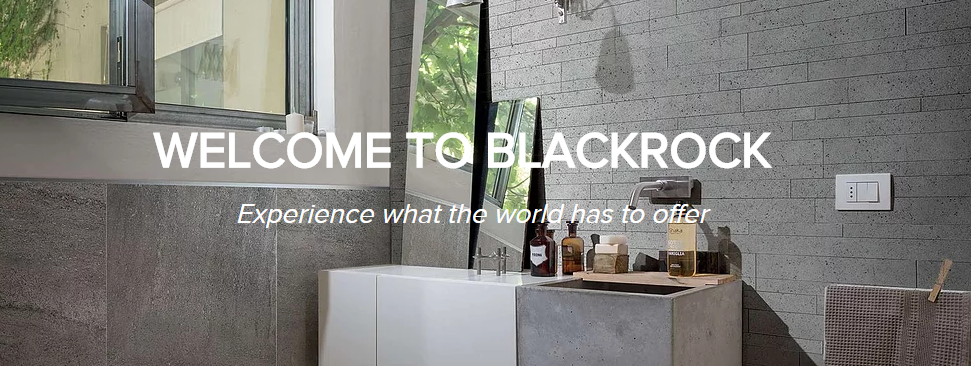 WELCOME TO BLACKROCK
Experience what the world has to offer